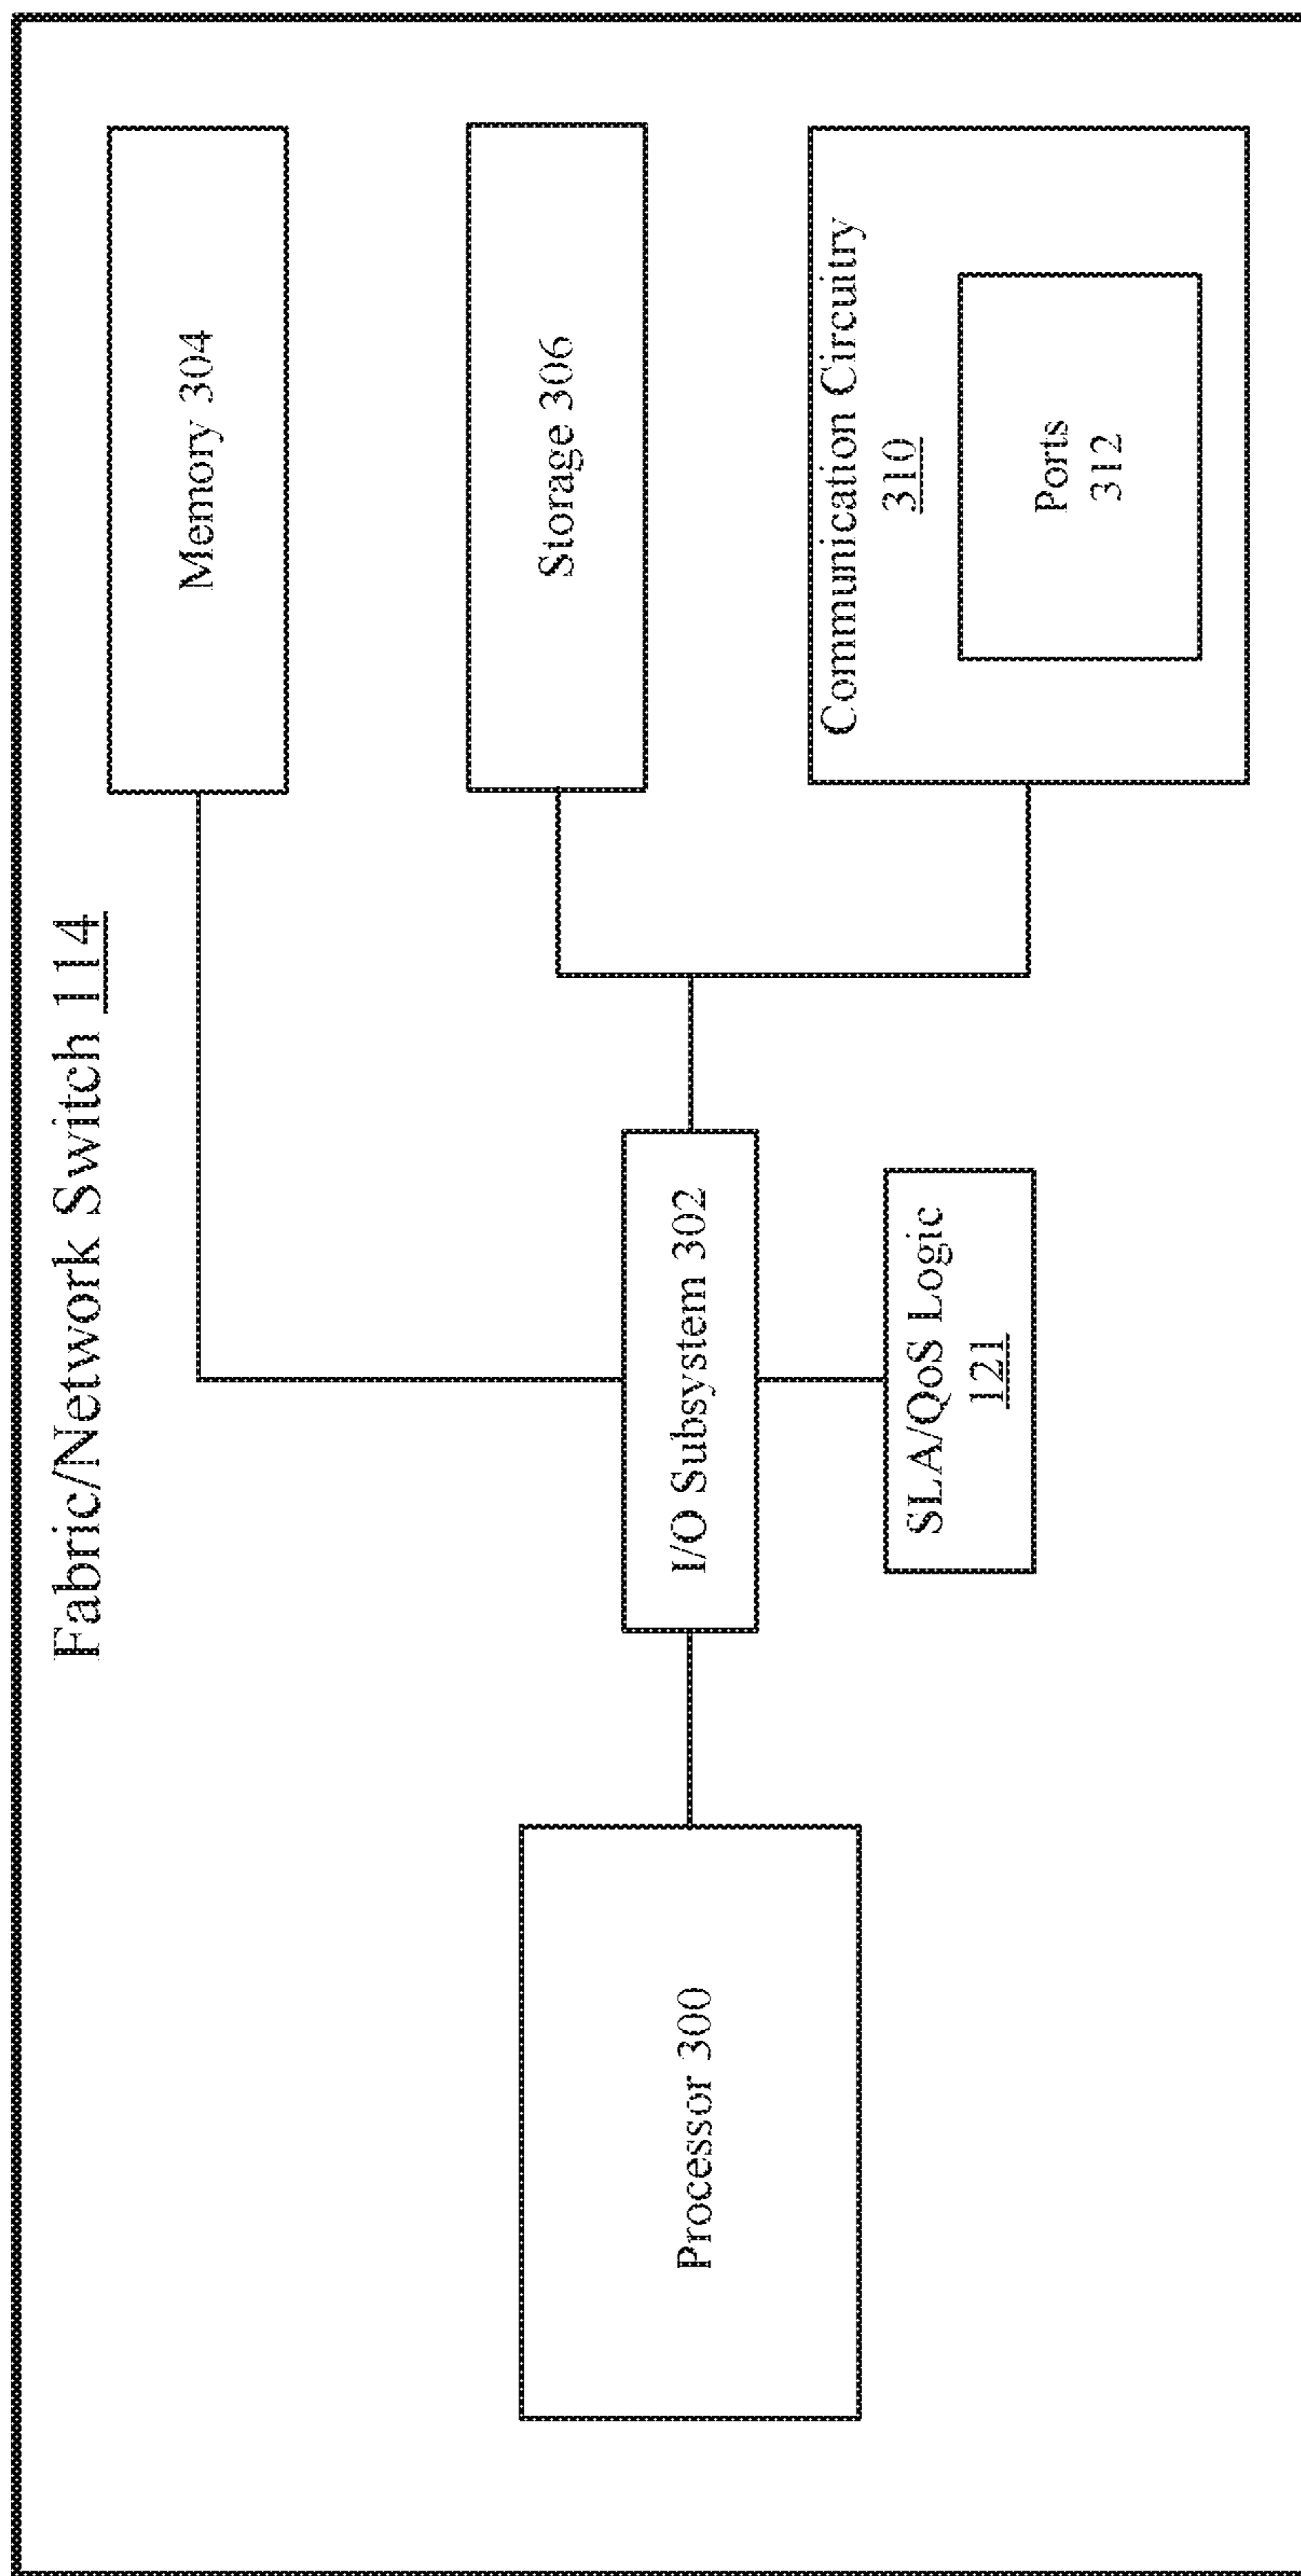 Fabric/Network Switch 114
Memory 304
Storage 306
Communication Circuitry
310
Ports
312
I/O Subsystem 302
SLA/QoS Logic
121
Processor 300